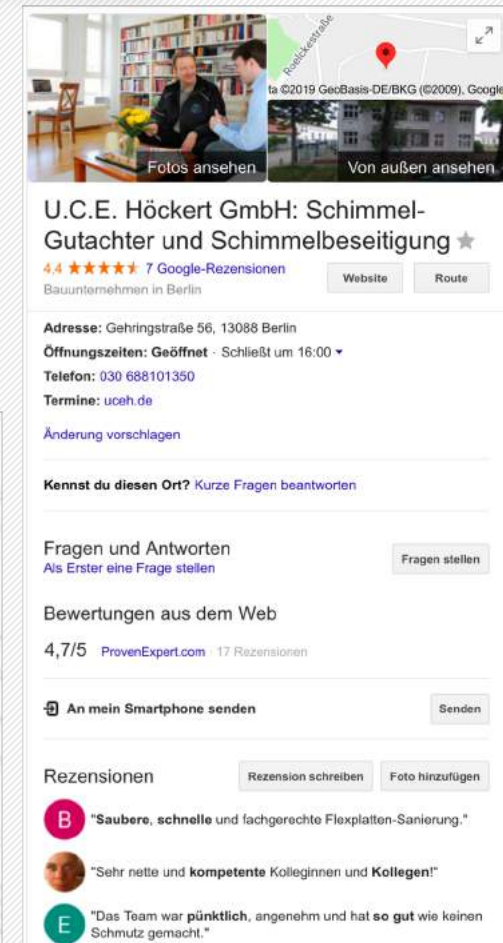 Roelckestraße
ta ©2019 GeoBasis-DE/BKG (©2009), Google
Fotos ansehen
Von außen ansehen
U.C.E. Höckert GmbH: Schimmel-
Gutachter und Schimmelbeseitigung
4,4 7 Google-Rezensionen
Website
Route
Bauunternehmen in Berlin
Adresse: Gehringstraße 56, 13088 Berlin
Öffnungszeiten: Geöffnet · Schließt um 16:00
Telefon: 030 688101350
Termine: uceh.de
Änderung vorschlagen
Kennst du diesen Ort? Kurze Fragen beantworten
Fragen und Antworten
Als Erster eine Frage stellen
Fragen stellen
Bewertungen aus dem Web
4,7/5 ProvenExpert.com · 17 Rezensionen
An mein Smartphone senden
Senden
Rezensionen
Rezension schreiben
Foto hinzufügen
B
"Saubere, schnelle und fachgerechte Flexplatten-Sanierung."
"Sehr nette und kompetente Kolleginnen und Kollegen!"
E
"Das Team war pünktlich, angenehm und hat so gut wie keinen
Schmutz gemacht."